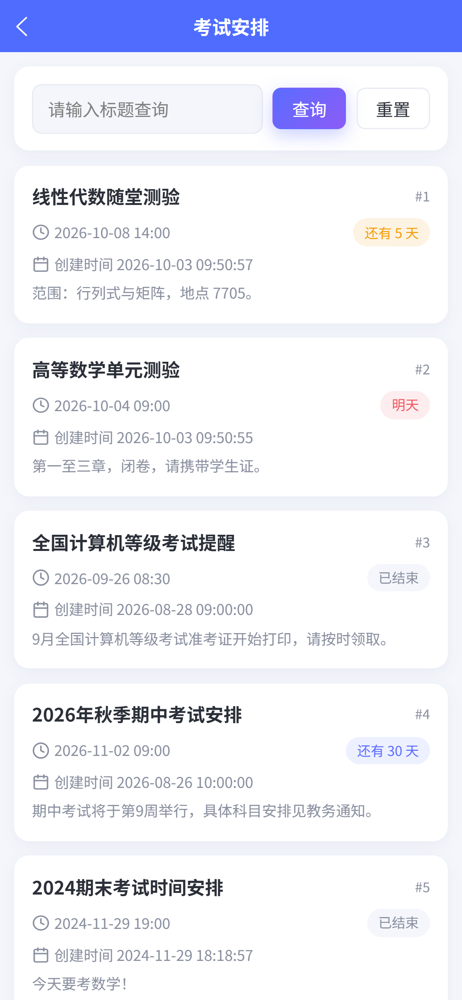 考试安排
请输入标题查询
查询
重置
线性代数随堂测验
#1
2026-10-08 14:00
还有 5 天
创建时间 2026-10-03 09:50:57
范围：行列式与矩阵，地点 7705。
高等数学单元测验
#2
2026-10-04 09:00
明天
创建时间 2026-10-03 09:50:55
第一至三章，闭卷，请携带学生证。
全国计算机等级考试提醒
#3
2026-09-26 08:30
已结束
创建时间 2026-08-28 09:00:00
9月全国计算机等级考试准考证开始打印，请按时领取。
2026年秋季期中考试安排
#4
2026-11-02 09:00
还有 30 天
创建时间 2026-08-26 10:00:00
期中考试将于第9周举行，具体科目安排见教务通知。
2024期末考试时间安排
#5
2024-11-29 19:00
已结束
创建时间 2024-11-29 18:18:57
今天要考数学！